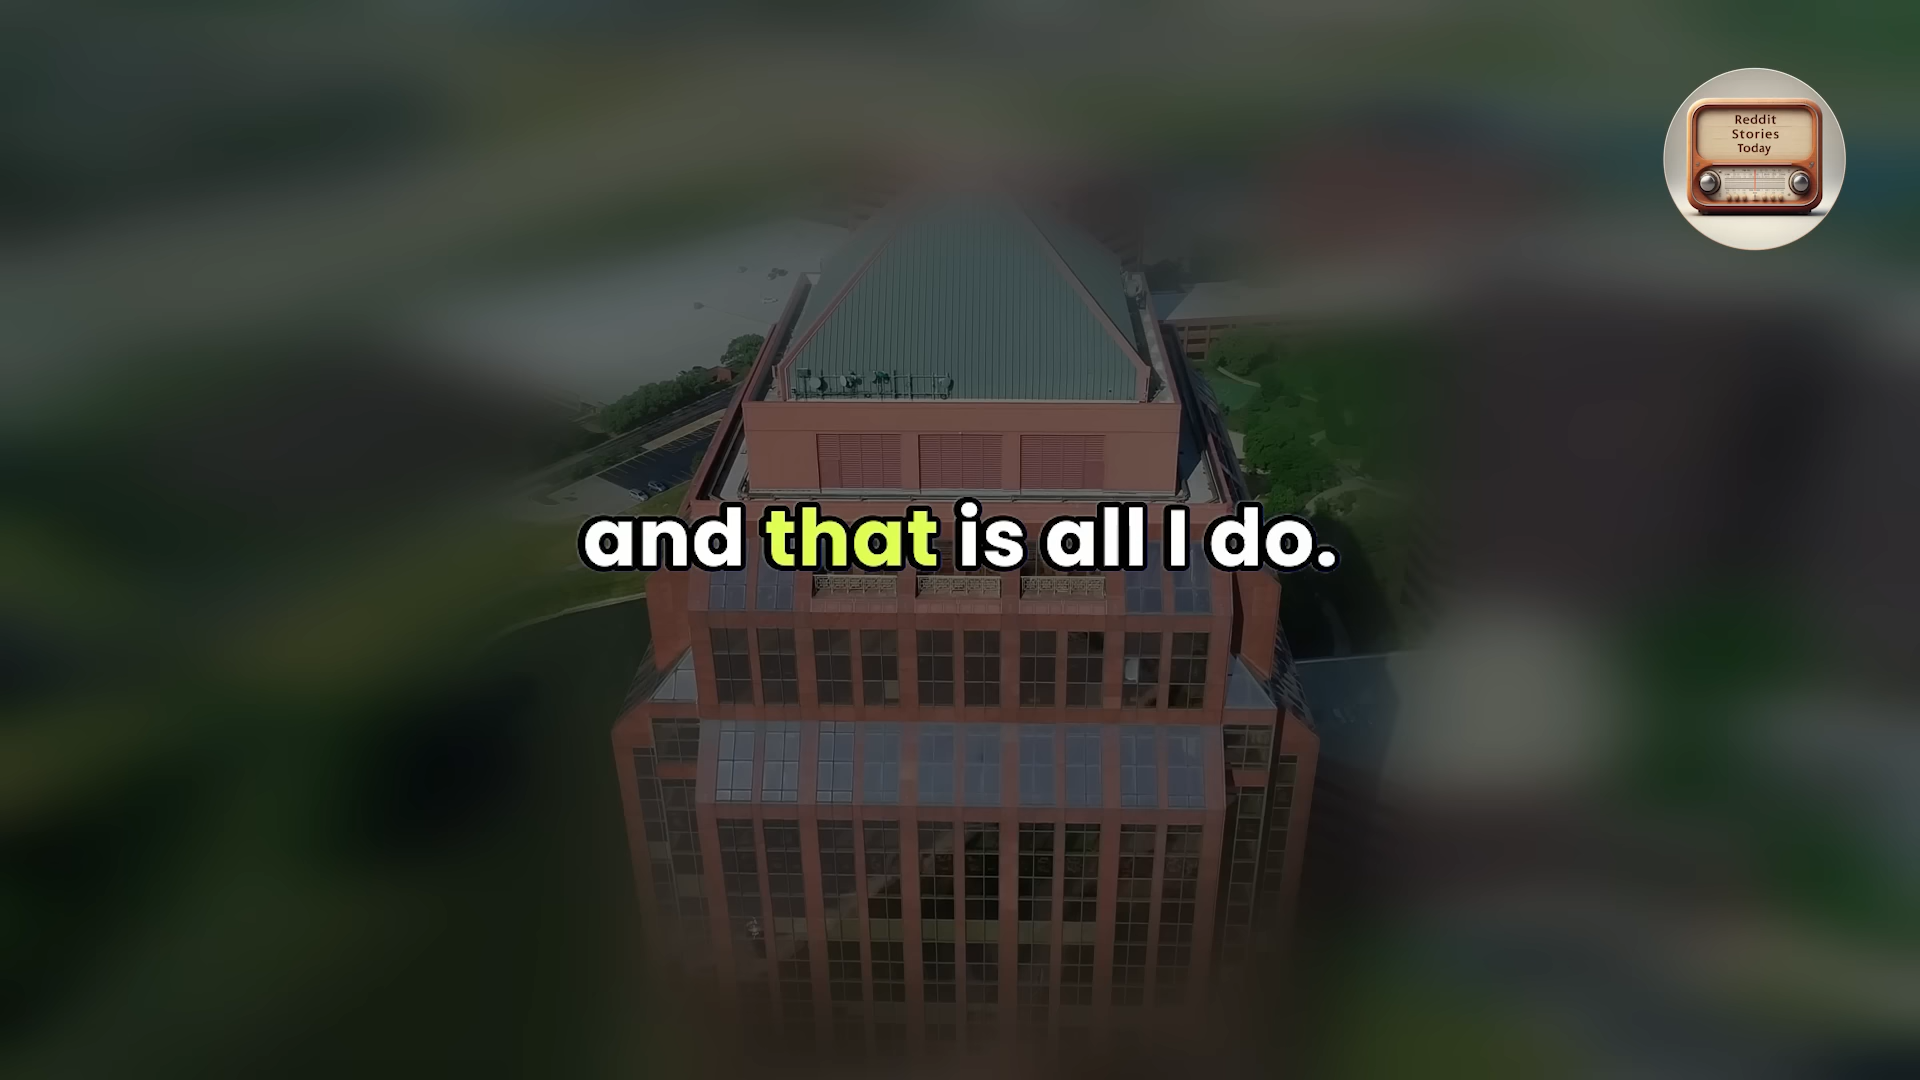 Reddit
Stories
Today
and that is all I do.